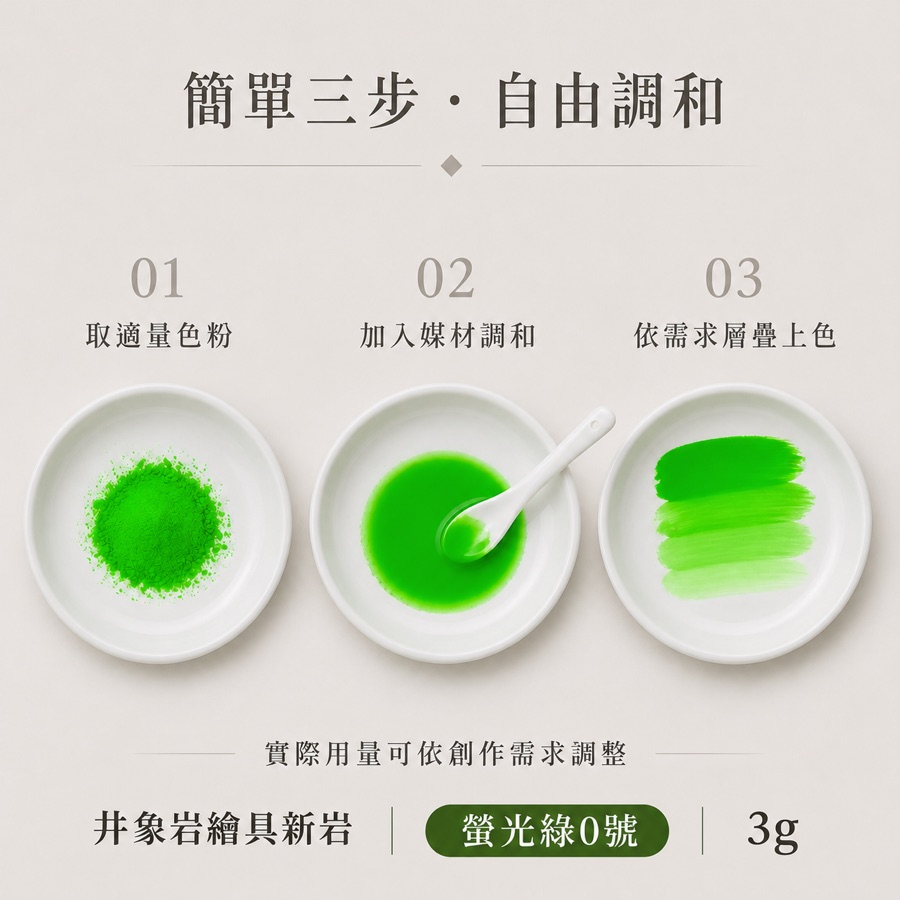 簡單三步・自由調和
01
取適量色粉
02
加入媒材調和
03
依需求層疊上色
實際用量可依創作需求調整
井象岩繪具新岩
螢光綠0號
3g